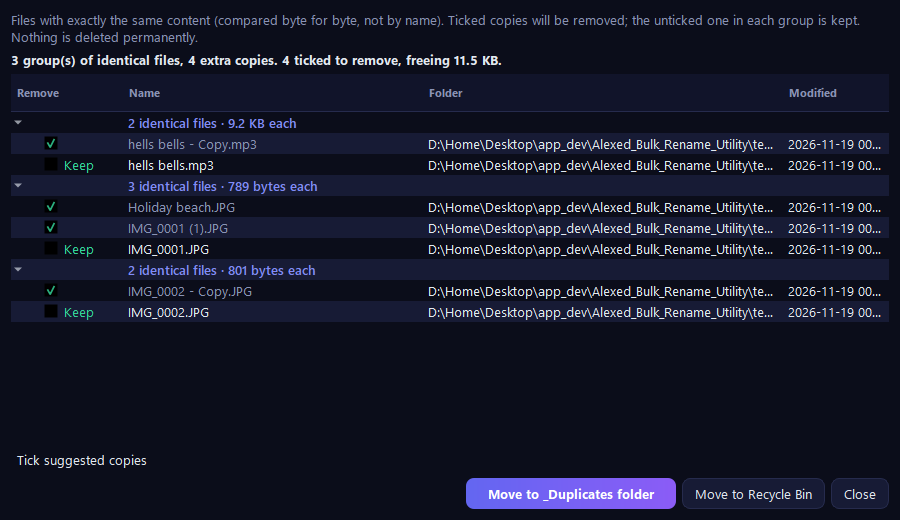 Files with exactly the same content (compared byte for byte, not by name). Ticked copies will be removed; the unticked one in each group is kept.
Nothing is deleted permanently.
3 group(s) of identical files, 4 extra copies. 4 ticked to remove, freeing 11.5 KB.
Remove Name Folder Modified
2 identical files · 9.2 KB each
hells bells - Copy.mp3 D:\Home\Desktop\app_dev\Alexed_Bulk_Rename_Utility\te... 2026-11-19 00...
Keep hells bells.mp3 D:\Home\Desktop\app_dev\Alexed_Bulk_Rename_Utility\te... 2026-11-19 00...
3 identical files · 789 bytes each
Holiday beach.JPG D:\Home\Desktop\app_dev\Alexed_Bulk_Rename_Utility\te... 2026-11-19 00...
IMG_0001 (1).JPG D:\Home\Desktop\app_dev\Alexed_Bulk_Rename_Utility\te... 2026-11-19 00...
Keep IMG_0001.JPG D:\Home\Desktop\app_dev\Alexed_Bulk_Rename_Utility\te... 2026-11-19 00...
2 identical files · 801 bytes each
IMG_0002 - Copy.JPG D:\Home\Desktop\app_dev\Alexed_Bulk_Rename_Utility\te... 2026-11-19 00...
Keep IMG_0002.JPG D:\Home\Desktop\app_dev\Alexed_Bulk_Rename_Utility\te... 2026-11-19 00...
Tick suggested copies
Move to _Duplicates folder Move to Recycle Bin Close